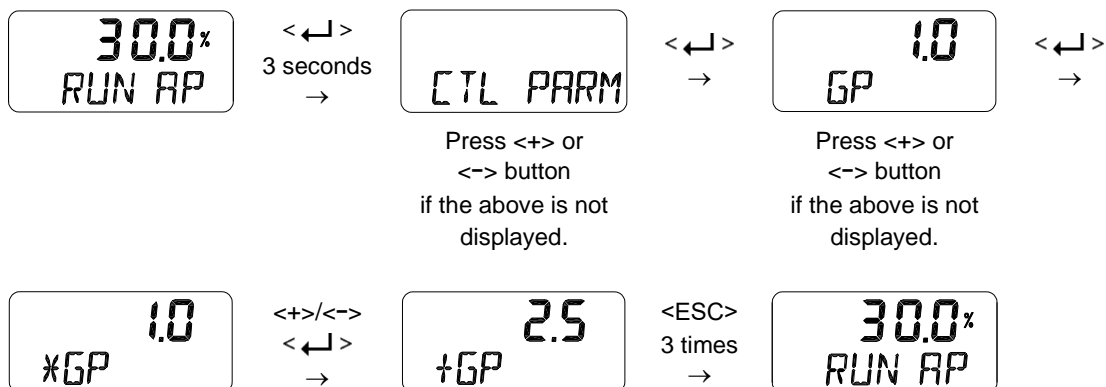 30.0%
RUN AP
<↵>
3 seconds
→
CTL PARM
Press <+> or
<−> button
if the above is not
displayed.
<↵>
→
1.0
GP
Press <+> or
<−> button
if the above is not
displayed.
<↵>
→
1.0
*GP
<+>/<−>
<↵>
→
2.5
+GP
<ESC>
3 times
→
30.0%
RUN AP